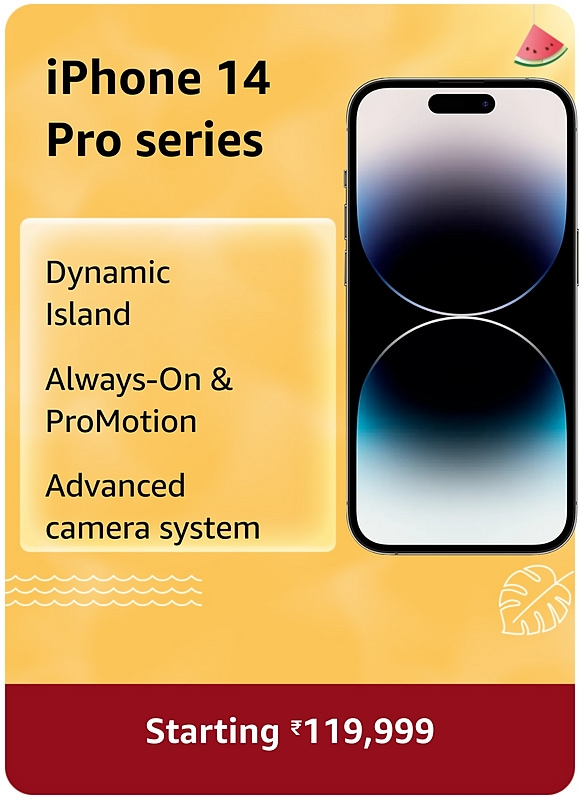 iPhone 14
Pro series
Dynamic
Island
Always-On &
ProMotion
Advanced
camera system
Starting ₹119,999